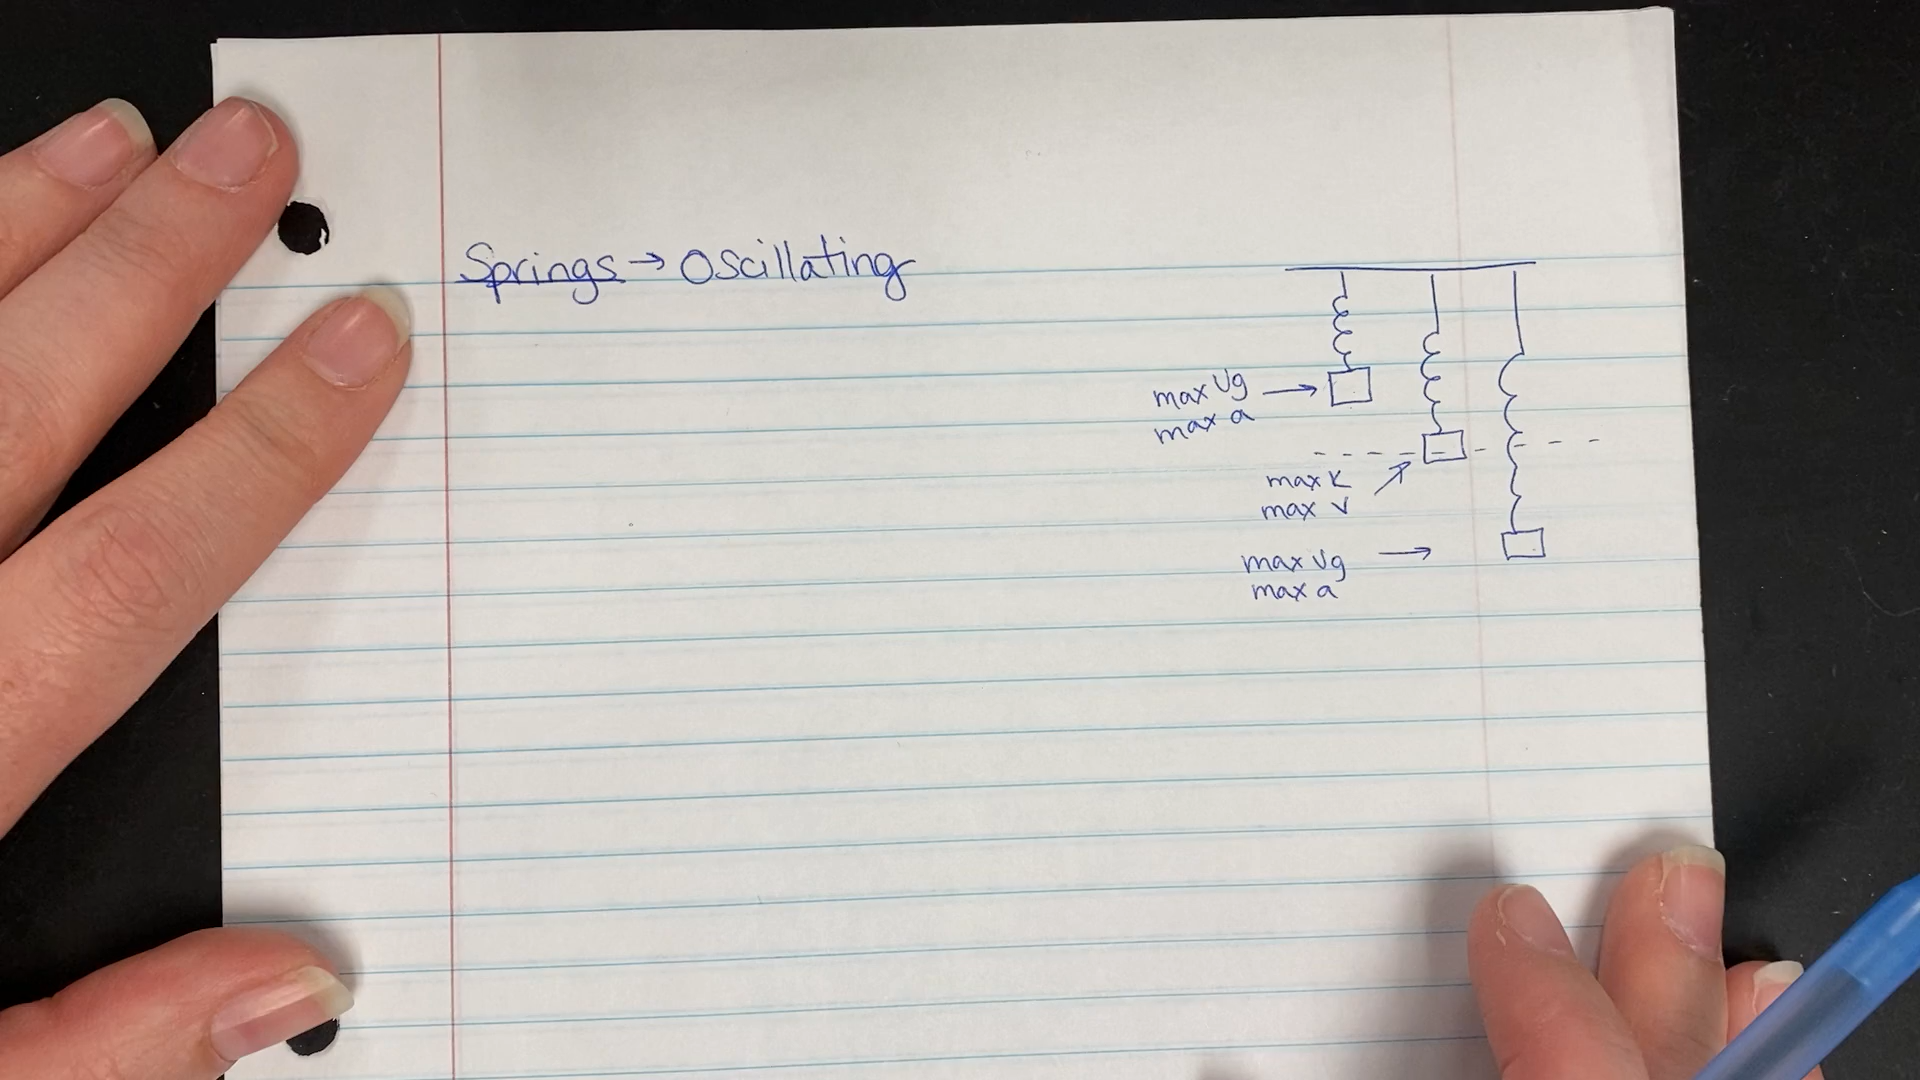 Springs → Oscillating
max Ug →
max a
max K
max v
max Ug →
max a